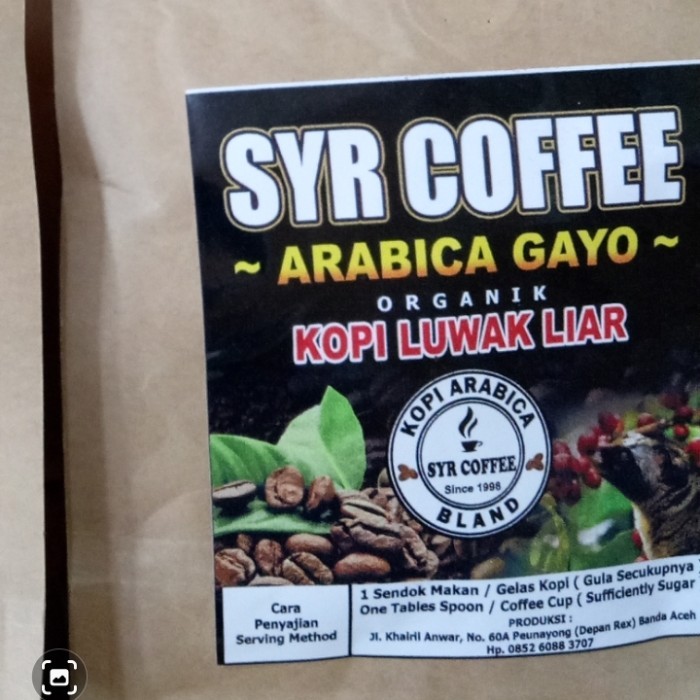 SYR COFFEE
~ ARABICA GAYO ~
ORGANIK
KOPI LUWAK LIAR
KOPI ARABICA
SYR COFFEE
Since 1998
BLAND
Cara
Penyajian
Serving Method
1 Sendok Makan / Gelas Kopi ( Gula Secukupnya )
One Tables Spoon / Coffee Cup ( Sufficiently Sugar
PRODUKSI :
Jl. Khairil Anwar, No. 60A Peunayong (Depan Rex) Banda Aceh
Hp. 0852 6088 3707